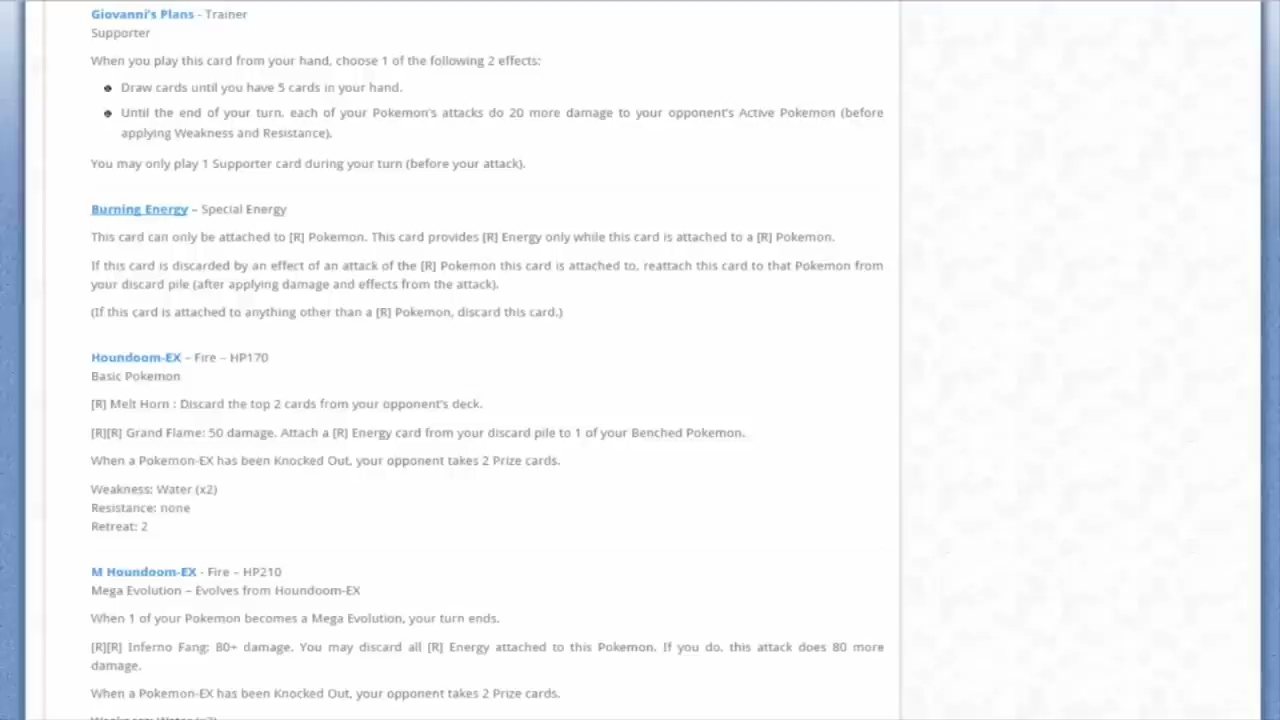 Giovanni's Plans - Trainer
Supporter
When you play this card from your hand, choose 1 of the following 2 effects:
Draw cards until you have 5 cards in your hand.
Until the end of your turn, each of your Pokemon's attacks do 20 more damage to your opponent's Active Pokemon (before
applying Weakness and Resistance).
You may only play 1 Supporter card during your turn (before your attack).
Burning Energy – Special Energy
This card can only be attached to [R] Pokemon. This card provides [R] Energy only while this card is attached to a [R] Pokemon.
If this card is discarded by an effect of an attack of the [R] Pokemon this card is attached to, reattach this card to that Pokemon from
your discard pile (after applying damage and effects from the attack).
(If this card is attached to anything other than a [R] Pokemon, discard this card.)
Houndoom-EX – Fire – HP170
Basic Pokemon
[R] Melt Horn : Discard the top 2 cards from your opponent's deck.
[R][R] Grand Flame: 50 damage. Attach a [R] Energy card from your discard pile to 1 of your Benched Pokemon.
When a Pokemon-EX has been Knocked Out, your opponent takes 2 Prize cards.
Weakness: Water (x2)
Resistance: none
Retreat: 2
M Houndoom-EX - Fire – HP210
Mega Evolution – Evolves from Houndoom-EX
When 1 of your Pokemon becomes a Mega Evolution, your turn ends.
[R][R] Inferno Fang: 80+ damage. You may discard all [R] Energy attached to this Pokemon. If you do, this attack does 80 more
damage.
When a Pokemon-EX has been Knocked Out, your opponent takes 2 Prize cards.
Weakness: Water (x2)